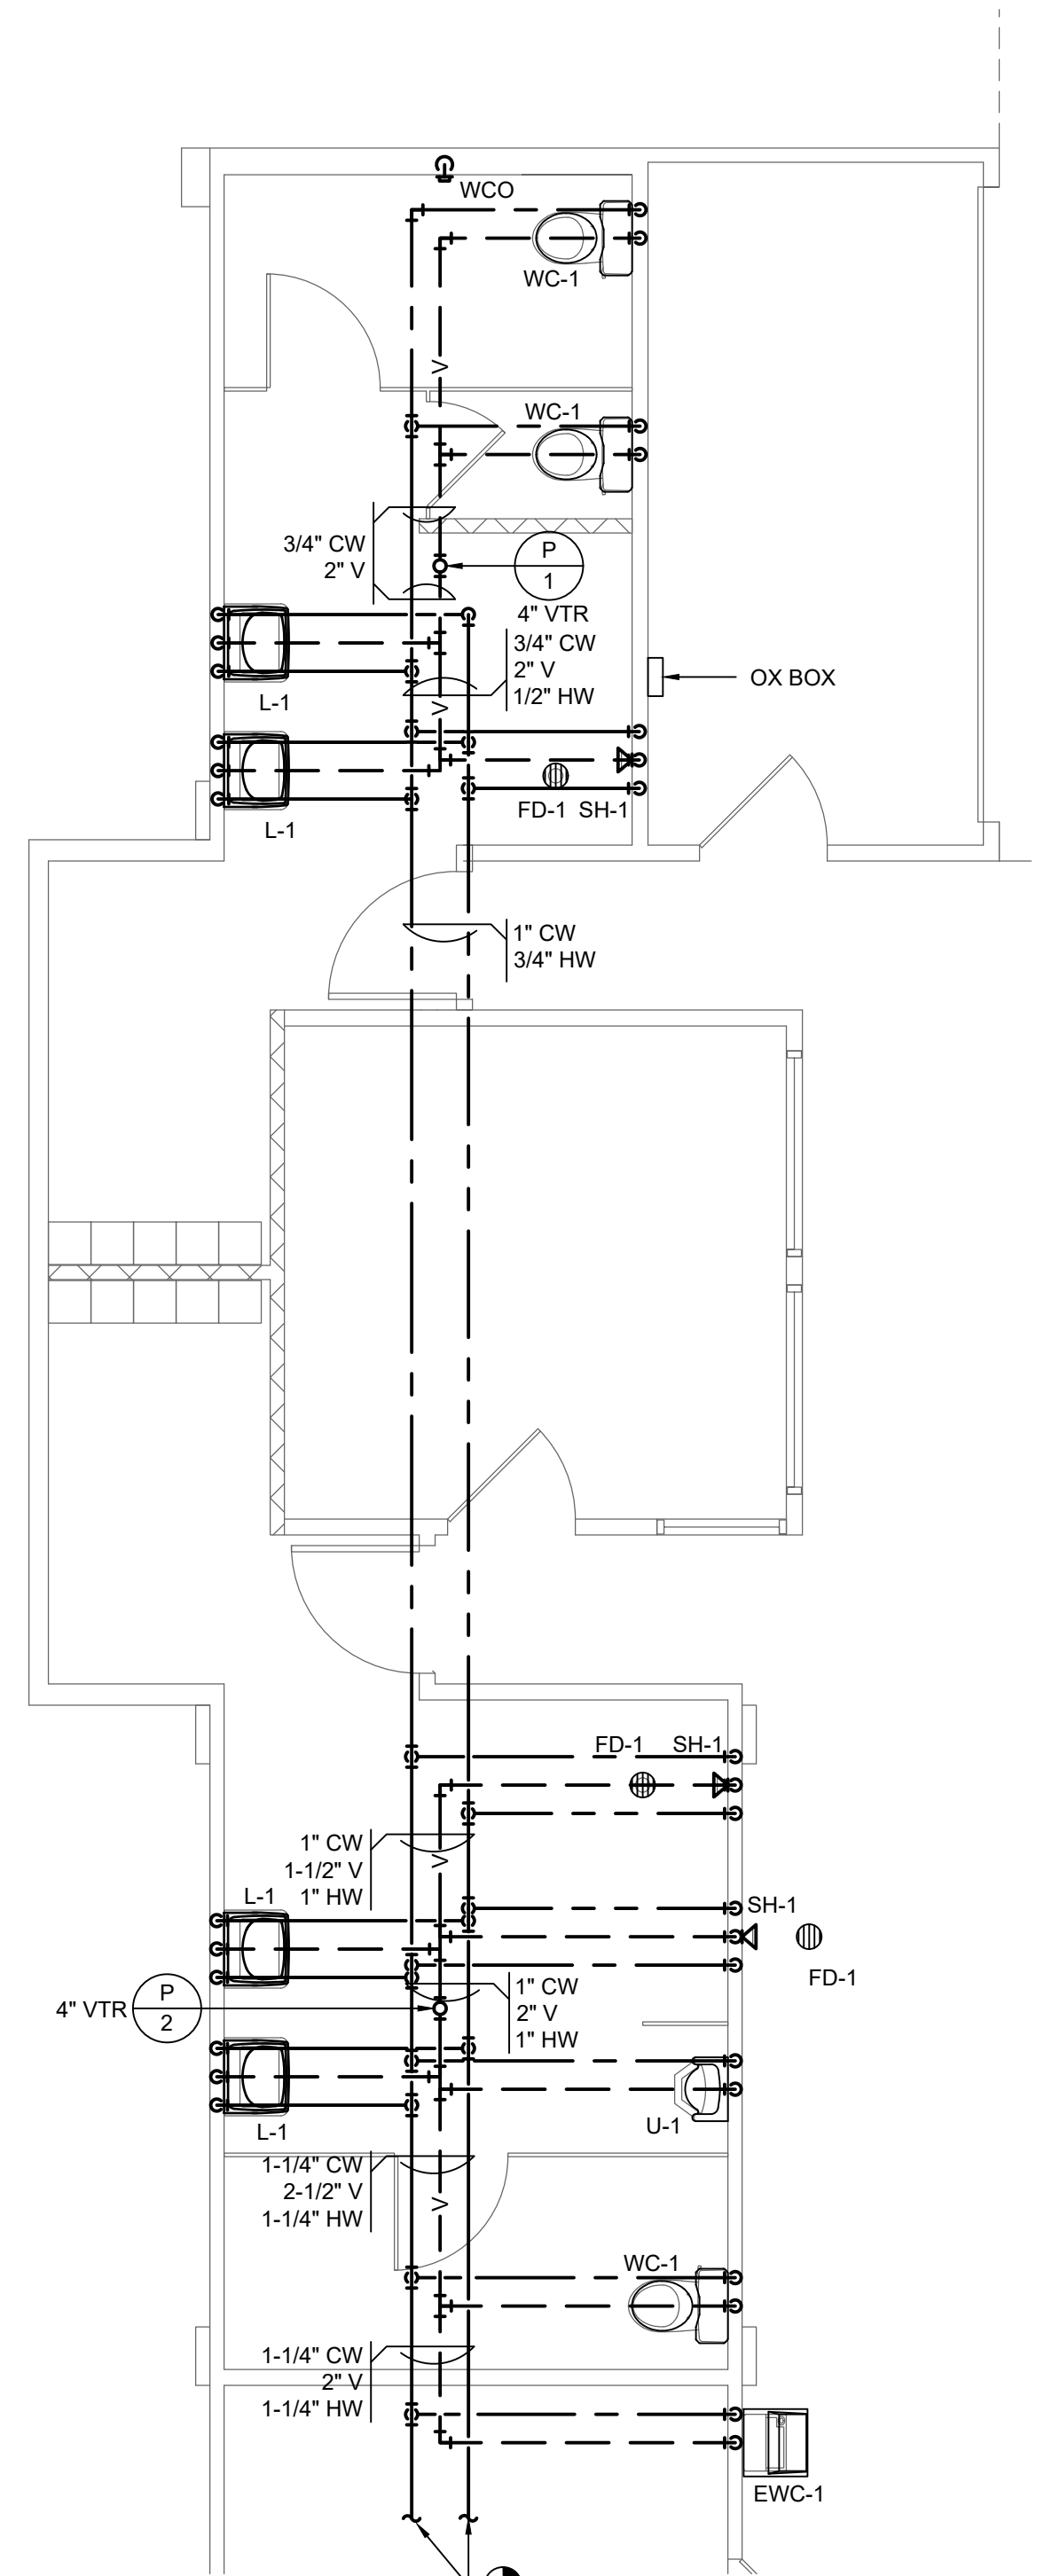 WCO
WC-1
V
WC-1
3/4" CW
2" V
P
1
4" VTR
3/4" CW
2" V
1/2" HW
OX BOX
L-1
V
FD-1 SH-1
L-1
1" CW
3/4" HW
FD-1 SH-1
1" CW
1-1/2" V
1" HW
V
L-1
SH-1
FD-1
4" VTR
P
2
1" CW
2" V
1" HW
L-1
U-1
1-1/4" CW
2-1/2" V
1-1/4" HW
V
WC-1
1-1/4" CW
2" V
1-1/4" HW
EWC-1